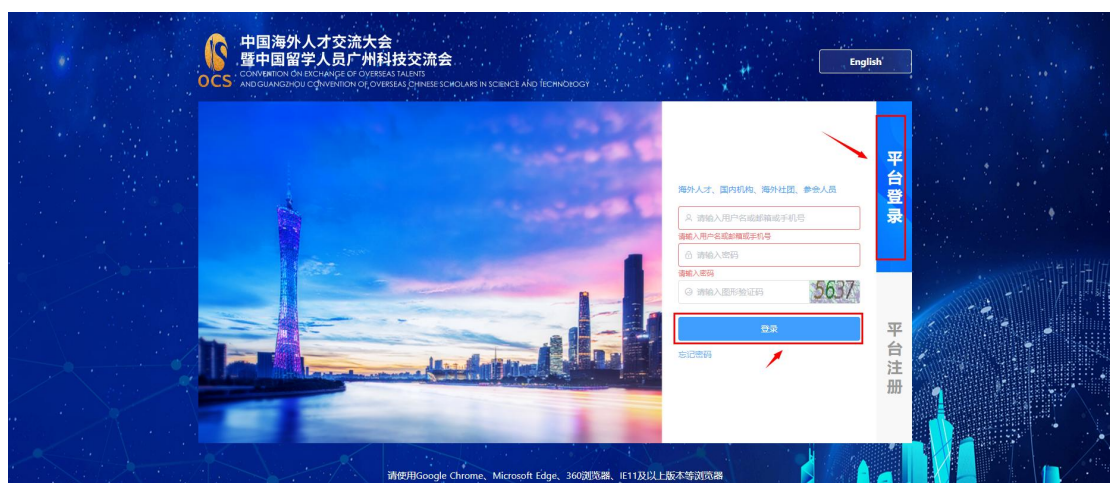 中国海外人才交流大会
暨中国留学人员广州科技交流会
OCS
CONVENTION ON EXCHANGE OF OVERSEAS TALENTS
AND GUANGZHOU CONVENTION OF OVERSEAS CHINESE SCHOLARS IN SCIENCE AND TECHNOLOGY
English
平台登录
海外人才、国内机构、海外社团、参会人员
请输入用户名或邮箱或手机号
请输入用户名或邮箱或手机号
请输入密码
请输入密码
请输入图形验证码
5637
登录
忘记密码
平台注册
请使用Google Chrome、Microsoft Edge、360浏览器、IE11及以上版本等浏览器